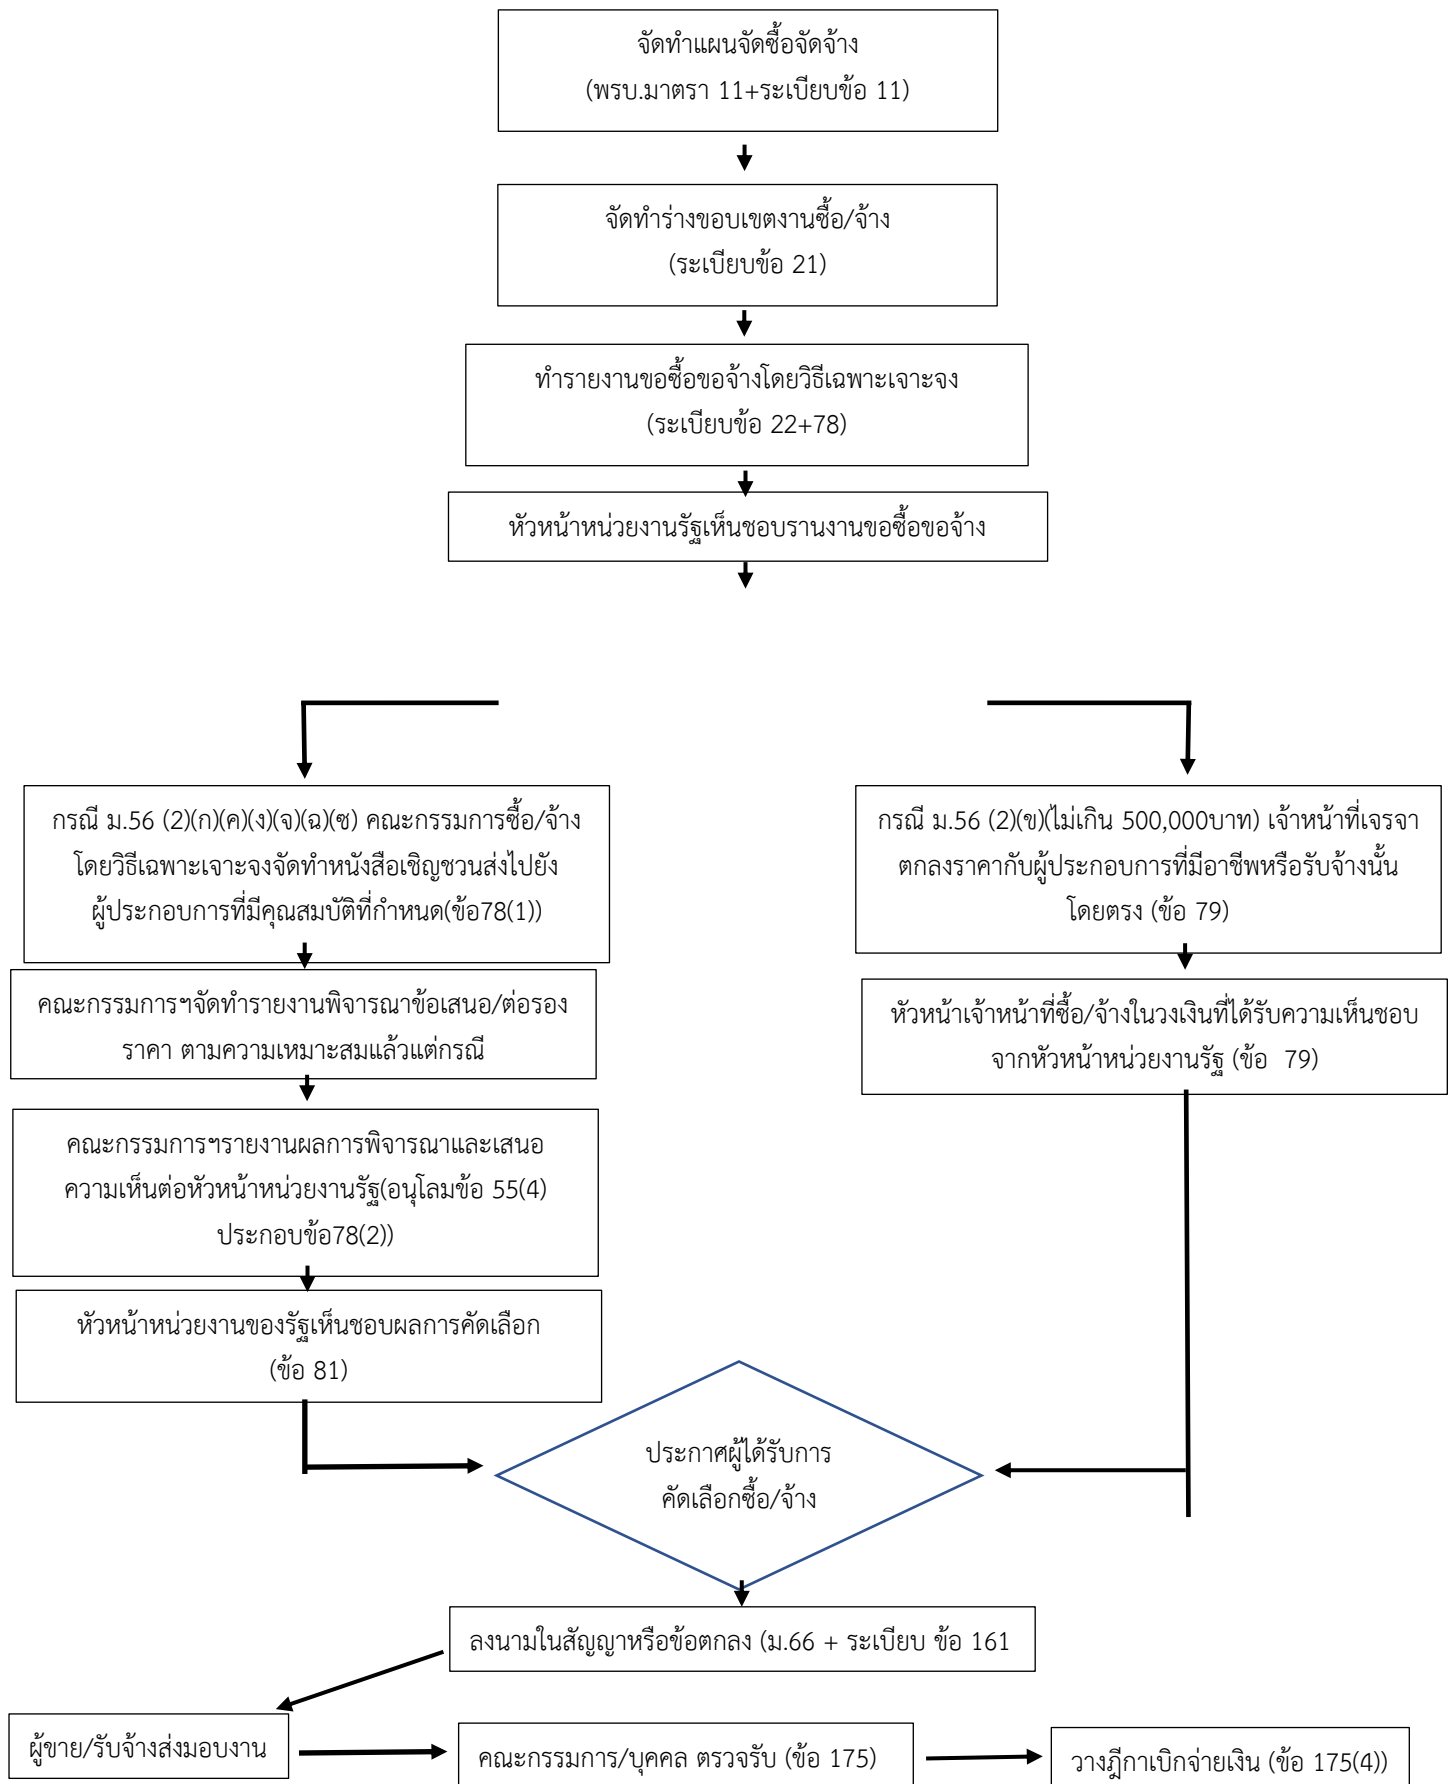 จัดทำแผนจัดซื้อจัดจ้าง
(พรบ.มาตรา 11+ระเบียบข้อ 11)
จัดทำร่างขอบเขตงานซื้อ/จ้าง
(ระเบียบข้อ 21)
ทำรายงานขอซื้อขอจ้างโดยวิธีเฉพาะเจาะจง
(ระเบียบข้อ 22+78)
หัวหน้าหน่วยงานรัฐเห็นชอบรานงานขอซื้อขอจ้าง
กรณี ม.56 (2)(ก)(ค)(ง)(จ)(ฉ)(ซ) คณะกรรมการซื้อ/จ้าง
โดยวิธีเฉพาะเจาะจงจัดทำหนังสือเชิญชวนส่งไปยัง
ผู้ประกอบการที่มีคุณสมบัติที่กำหนด(ข้อ78(1))
คณะกรรมการฯจัดทำรายงานพิจารณาข้อเสนอ/ต่อรอง
ราคา ตามความเหมาะสมแล้วแต่กรณี
คณะกรรมการฯรายงานผลการพิจารณาและเสนอ
ความเห็นต่อหัวหน้าหน่วยงานรัฐ(อนุโลมข้อ 55(4)
ประกอบข้อ78(2))
หัวหน้าหน่วยงานของรัฐเห็นชอบผลการคัดเลือก
(ข้อ 81)
กรณี ม.56 (2)(ข)(ไม่เกิน 500,000บาท) เจ้าหน้าที่เจรจา
ตกลงราคากับผู้ประกอบการที่มีอาชีพหรือรับจ้างนั้น
โดยตรง (ข้อ 79)
หัวหน้าเจ้าหน้าที่ซื้อ/จ้างในวงเงินที่ได้รับความเห็นชอบ
จากหัวหน้าหน่วยงานรัฐ (ข้อ 79)
ประกาศผู้ได้รับการ
คัดเลือกซื้อ/จ้าง
ลงนามในสัญญาหรือข้อตกลง (ม.66 + ระเบียบ ข้อ 161
ผู้ขาย/รับจ้างส่งมอบงาน
คณะกรรมการ/บุคคล ตรวจรับ (ข้อ 175)
วางฎีกาเบิกจ่ายเงิน (ข้อ 175(4))